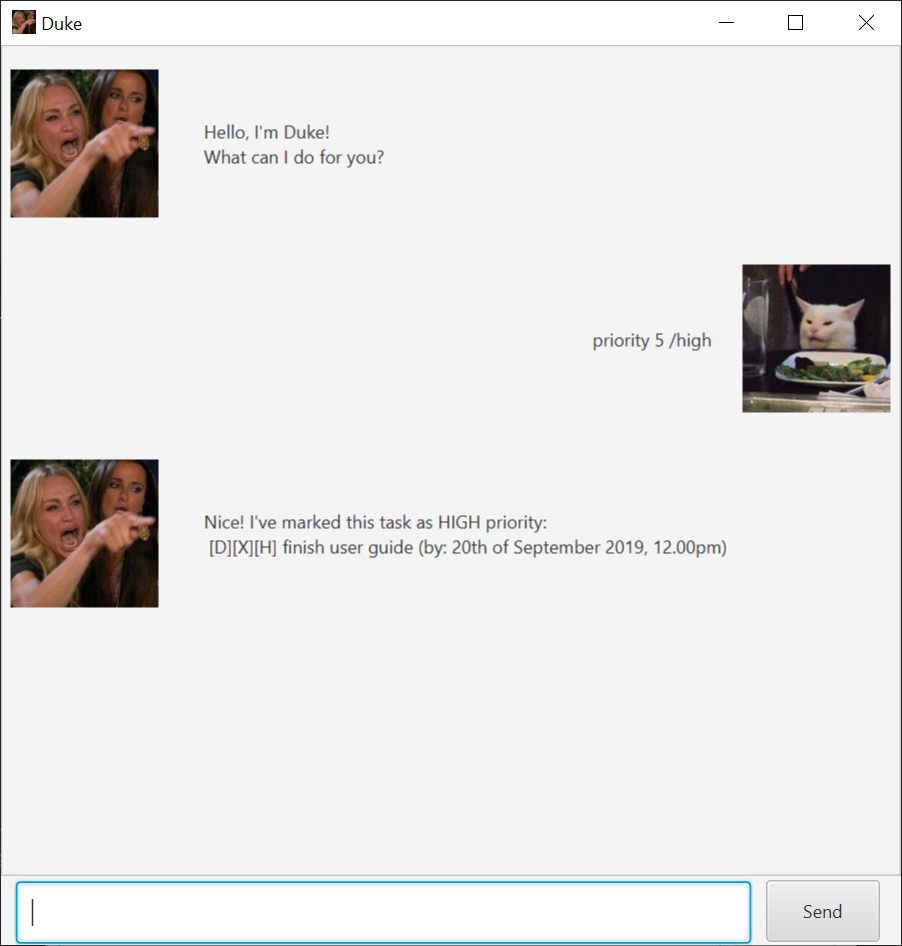 Duke
Hello, I'm Duke!
What can I do for you?
priority 5 /high
Nice! I've marked this task as HIGH priority:
[D][X][H] finish user guide (by: 20th of September 2019, 12.00pm)
Send